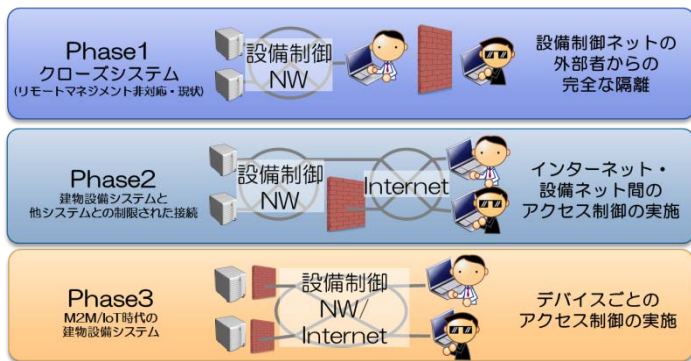 Phase1
クローズシステム
(リモートマネジメント非対応・現状)
設備制御
NW
設備制御ネットの
外部者からの
完全な隔離
Phase2
建物設備システムと
他システムとの制限された接続
設備制御
NW
Internet
インターネット・
設備ネット間の
アクセス制御の実施
Phase3
M2M/IoT時代の
建物設備システム
設備制御
NW/
Internet
デバイスごとの
アクセス制御の実施